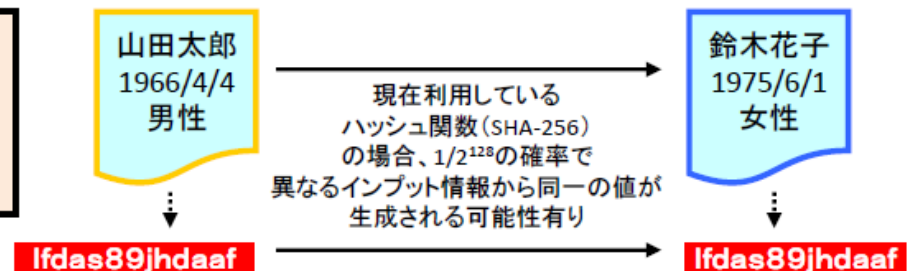 山田太郎
1966/4/4
男性
現在利用している
ハッシュ関数(SHA-256)
の場合、1/2¹²⁸の確率で
異なるインプット情報から同一の値が
生成される可能性有り
鈴木花子
1975/6/1
女性
lfdas89jhdaaf
lfdas89jhdaaf